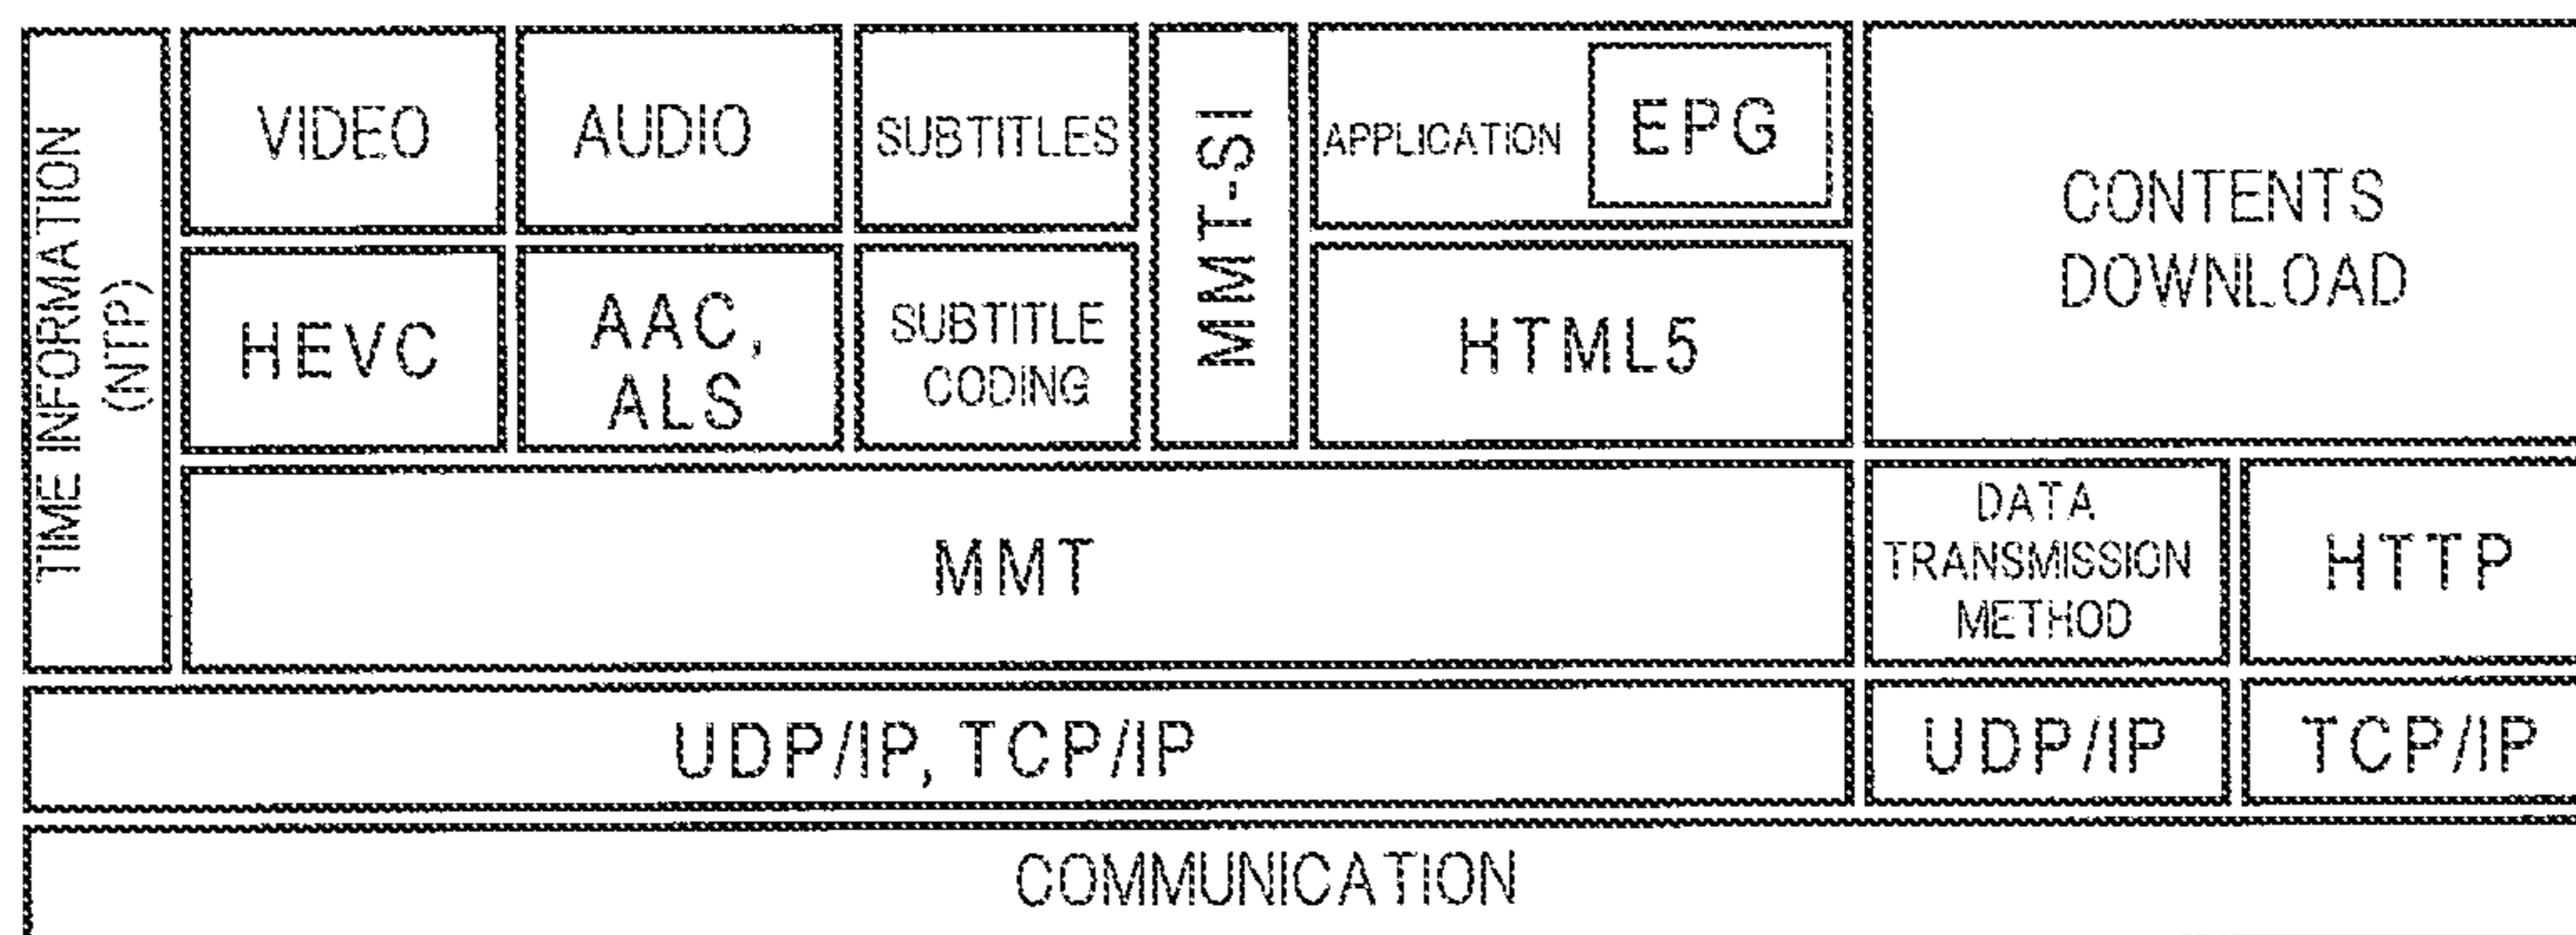 TIME INFORMATION
(NTP)
VIDEO
AUDIO
SUBTITLES
MMT-SI
APPLICATION
EPG
CONTENTS
DOWNLOAD
HEVC
AAC,
ALS
SUBTITLE
CODING
HTML5
MMT
DATA
TRANSMISSION
METHOD
HTTP
UDP/IP, TCP/IP
UDP/IP
TCP/IP
COMMUNICATION